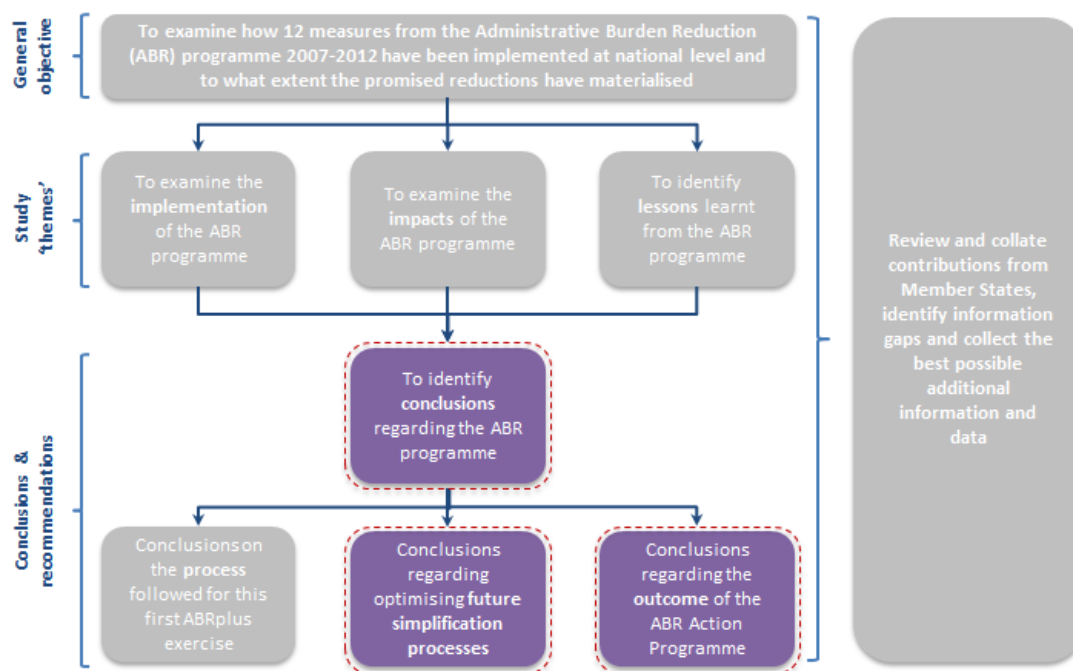 General
objective
To examine how 12 measures from the Administrative Burden Reduction
(ABR) programme 2007-2012 have been implemented at national level and
to what extent the promised reductions have materialised
Study
‘themes’
To examine the
implementation
of the ABR
programme
To examine the
impacts of the
ABR programme
To identify
lessons learnt
from the ABR
programme
Review and collate
contributions from
Member States,
identify information
gaps and collect the
best possible
additional
information and
data
Conclusions &
recommendations
To identify
conclusions
regarding the ABR
programme
Conclusions on
the process
followed for this
first ABRplus
exercise
Conclusions
regarding
optimising future
simplification
processes
Conclusions
regarding the
outcome of the
ABR Action
Programme